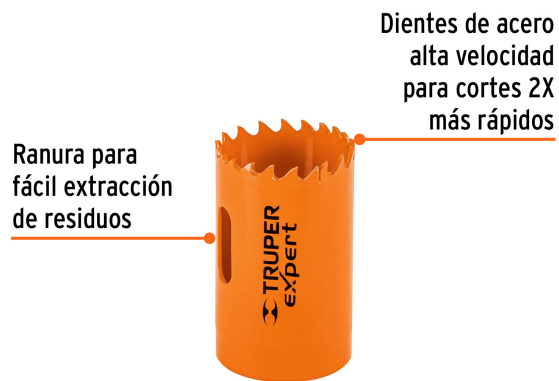 Dientes de acero
alta velocidad
para cortes 2X
más rápidos
Ranura para
fácil extracción
de residuos
TRUPER
expert